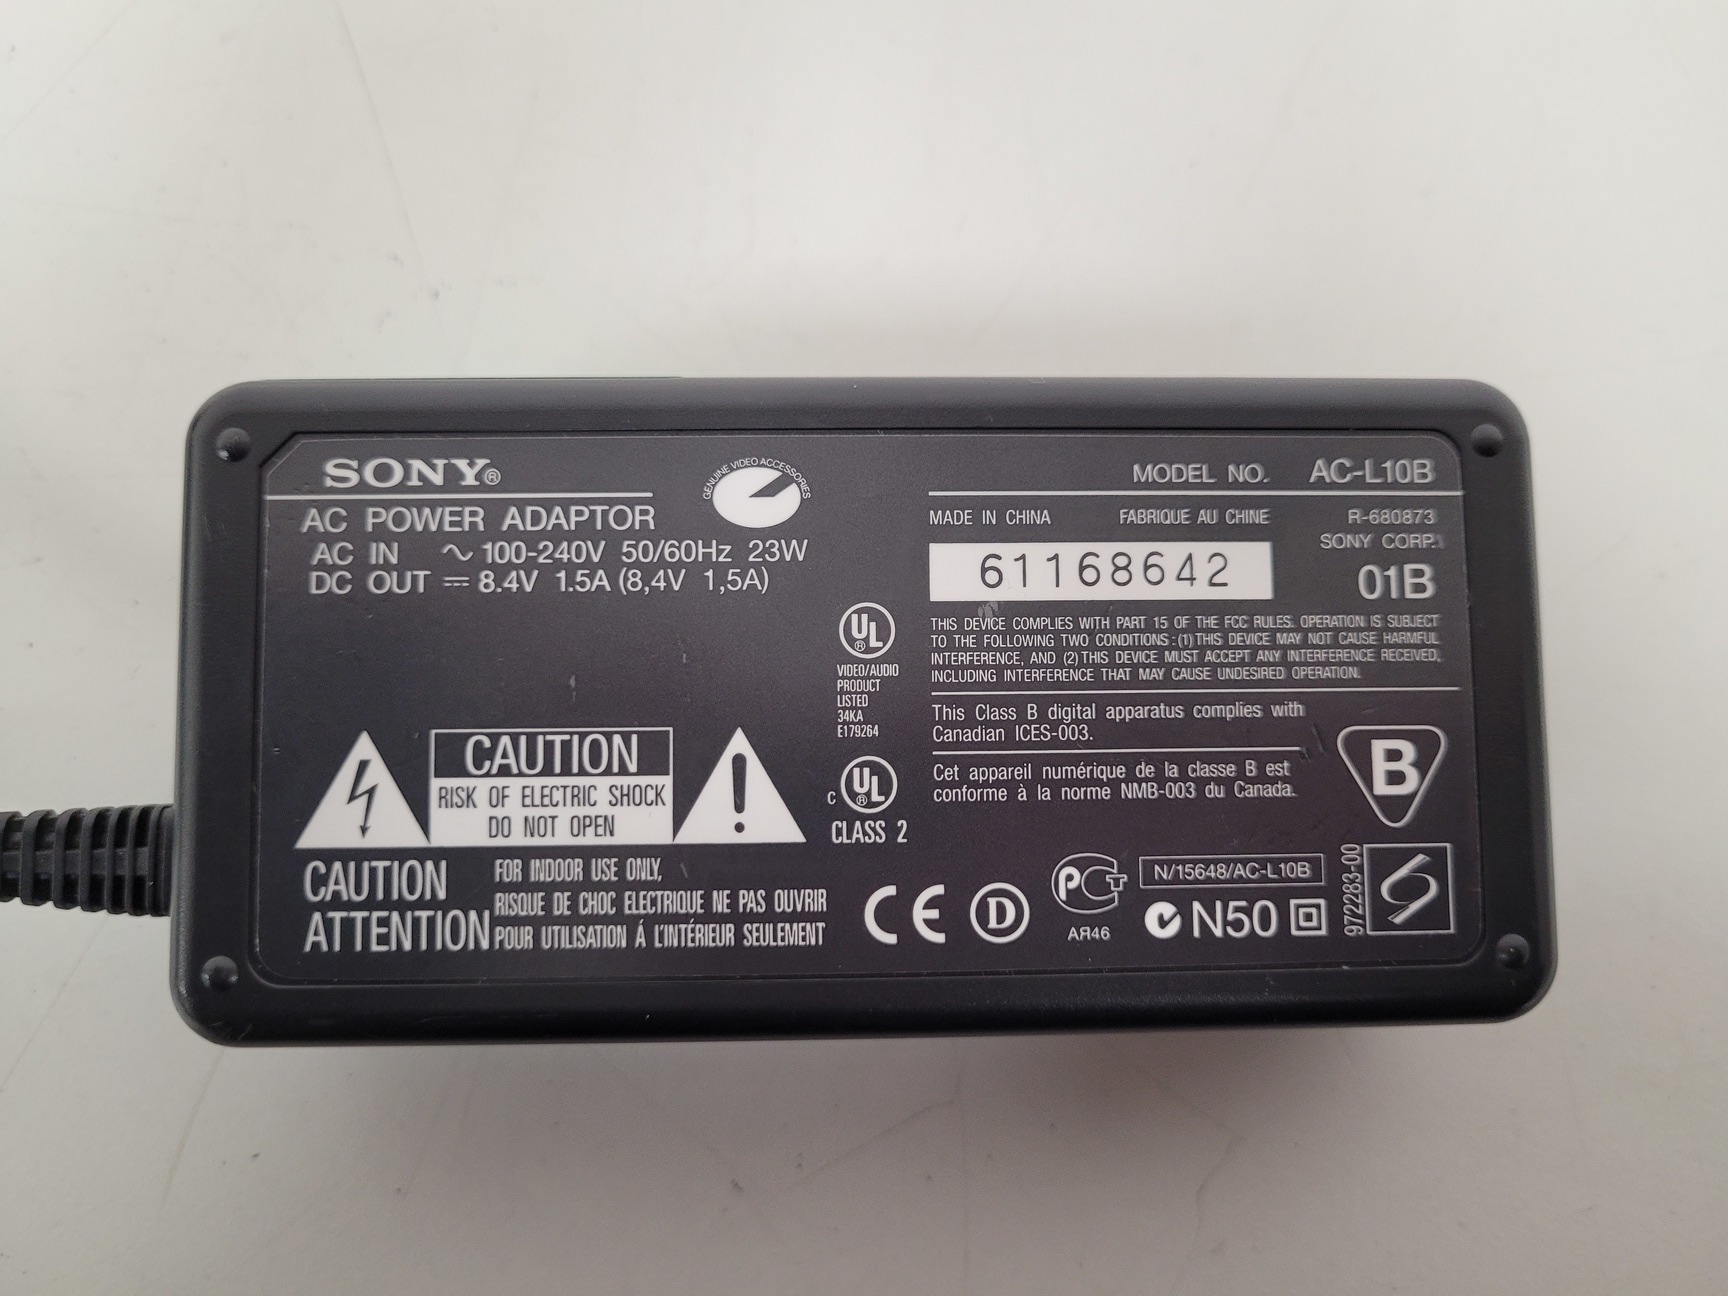 SONY®
AC POWER ADAPTOR
AC IN ～ 100-240V 50/60Hz 23W
DC OUT ⎓ 8.4V 1.5A (8,4V 1,5A)
GENUINE VIDEO ACCESSORIES
MODEL NO. AC-L10B
MADE IN CHINA FABRIQUE AU CHINE R-680873
SONY CORP.
61168642
01B
THIS DEVICE COMPLIES WITH PART 15 OF THE FCC RULES. OPERATION IS SUBJECT
TO THE FOLLOWING TWO CONDITIONS : (1) THIS DEVICE MAY NOT CAUSE HARMFUL
INTERFERENCE, AND (2) THIS DEVICE MUST ACCEPT ANY INTERFERENCE RECEIVED,
INCLUDING INTERFERENCE THAT MAY CAUSE UNDESIRED OPERATION.
UL®
VIDEO/AUDIO
PRODUCT
LISTED
34KA
E179264
c UL®
CLASS 2
This Class B digital apparatus complies with
Canadian ICES-003.
Cet appareil numérique de la classe B est
conforme à la norme NMB-003 du Canada.
B
CAUTION
RISK OF ELECTRIC SHOCK
DO NOT OPEN
CAUTION
ATTENTION
FOR INDOOR USE ONLY,
RISQUE DE CHOC ELECTRIQUE NE PAS OUVRIR
POUR UTILISATION Á L'INTÉRIEUR SEULEMENT
CE
D
РСТ
АЯ46
N/15648/AC-L10B
N50
972283-00